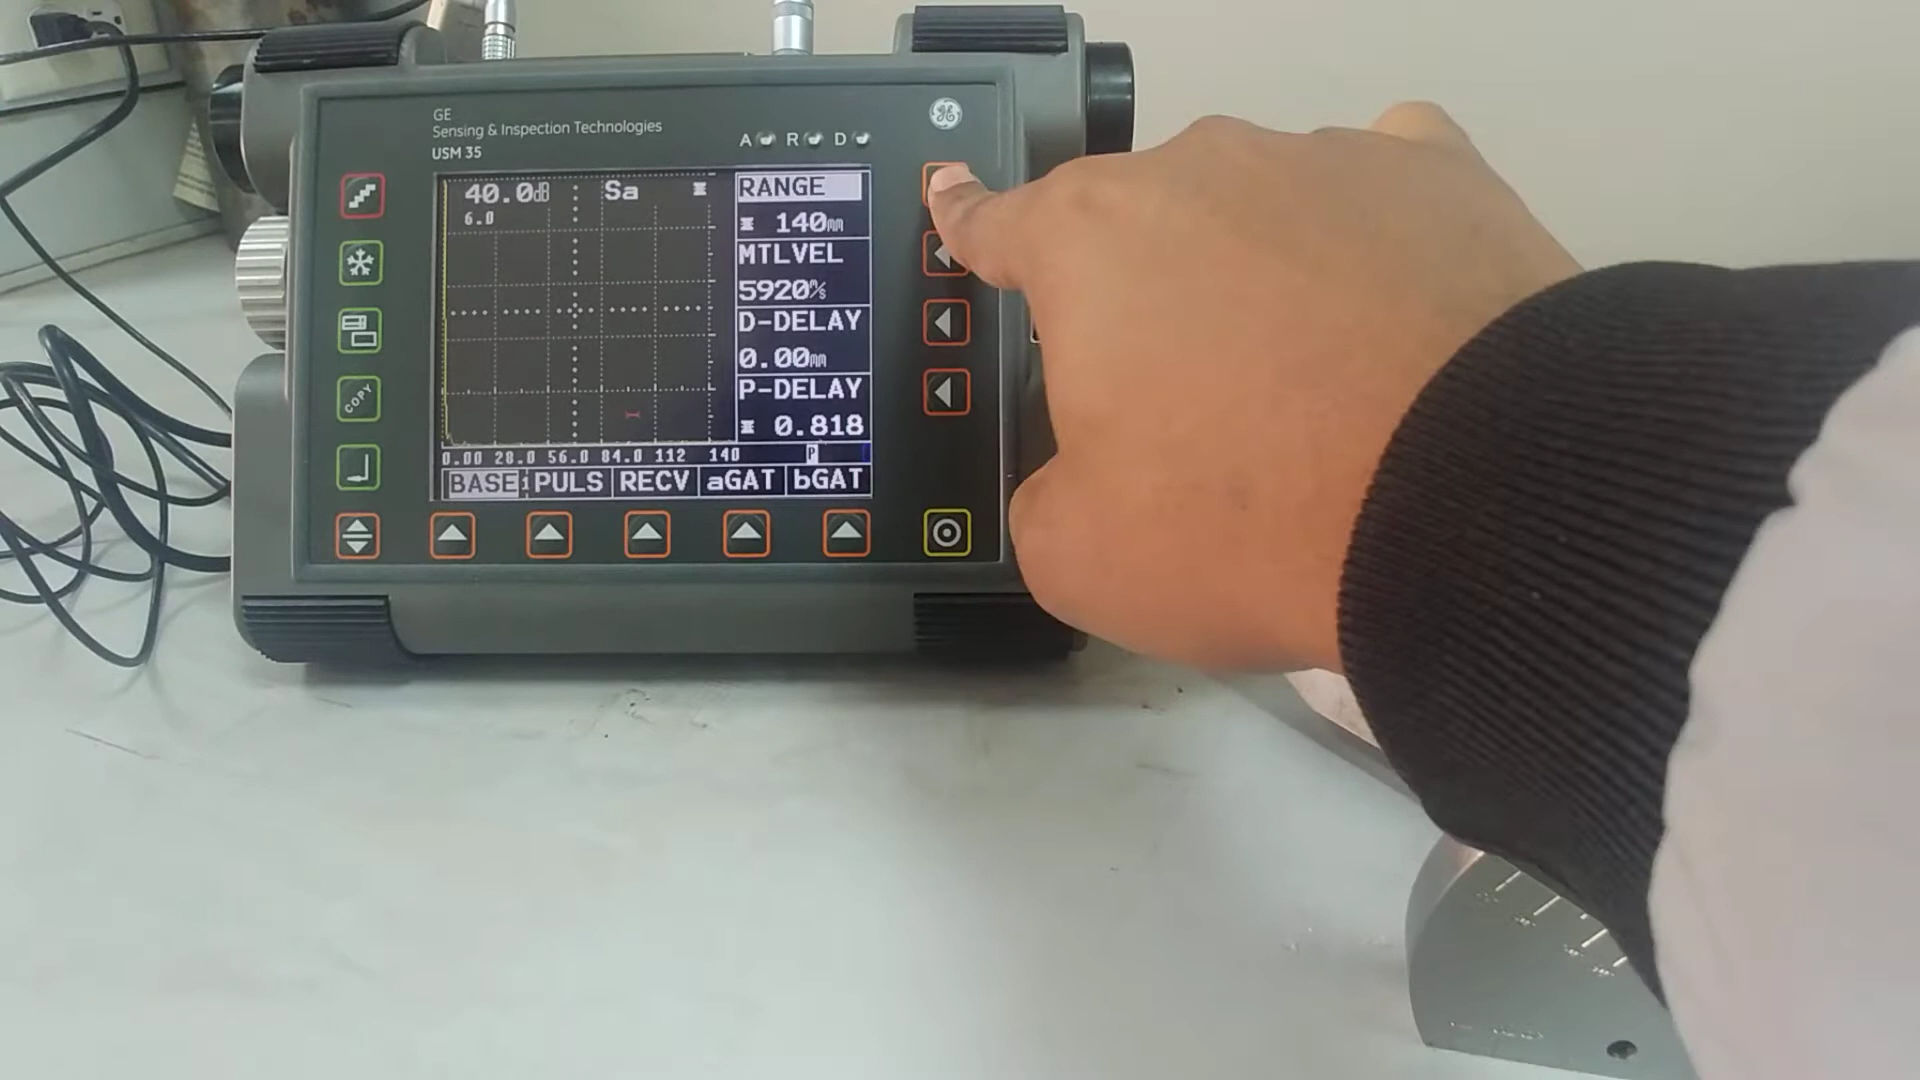 GE
Sensing & Inspection Technologies
USM 35
A R D
40.0dB Sa
6.0
RANGE
140mm
MTLVEL
5920m/s
D-DELAY
0.00mm
P-DELAY
0.818
0.00 28.0 56.0 84.0 112 140 P
BASE PULS RECV aGAT bGAT
COPY